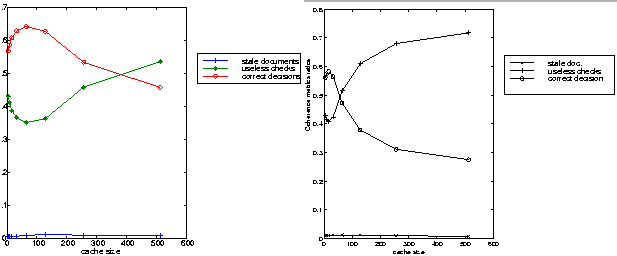 .7
.6
.5
.4
.3
.2
.1
0
0 100 200 300 400 500 600
cache size
stale documents
useless checks
correct decisions
0.8
0.7
0.6
0.5
0.4
0.3
0.2
0.1
0
Coherence metrics ratios
0 100 200 300 400 500 600
cache size
stale doc.
useless checks
correct decision